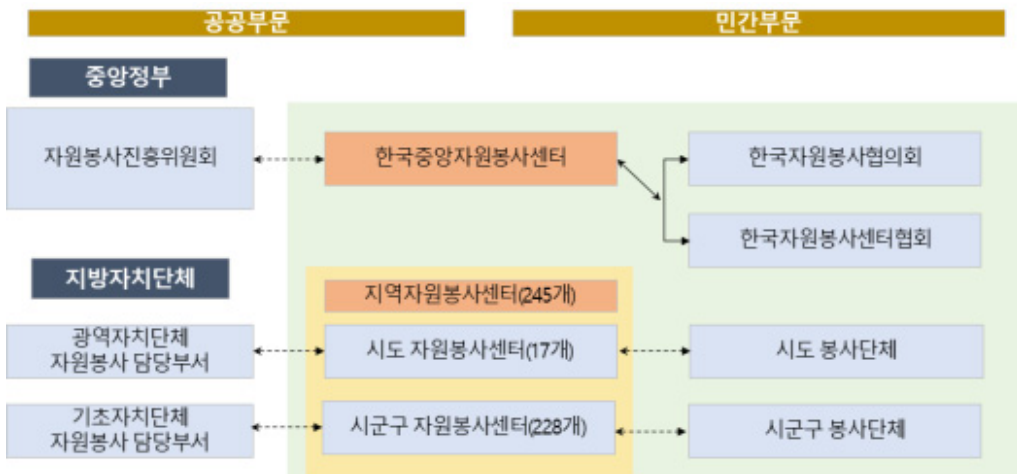 공공부문
민간부문
중앙정부
자원봉사진흥위원회
한국중앙자원봉사센터
한국자원봉사협의회
한국자원봉사센터협회
지방자치단체
지역자원봉사센터(245개)
광역자치단체
자원봉사 담당부서
시도 자원봉사센터(17개)
시도 봉사단체
기초자치단체
자원봉사 담당부서
시군구 자원봉사센터(228개)
시군구 봉사단체